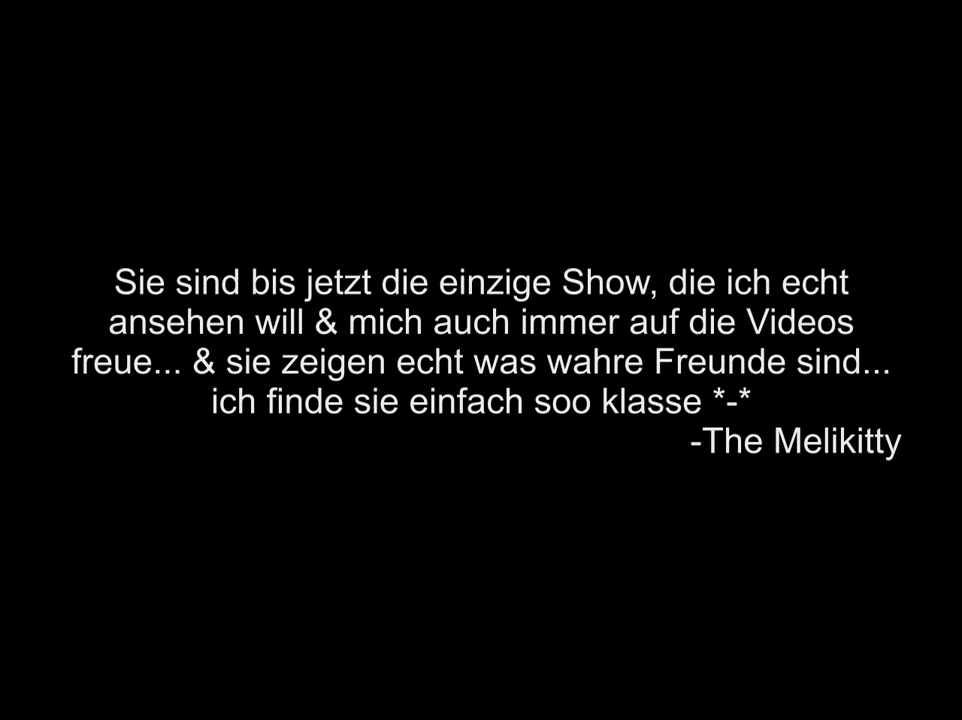 Sie sind bis jetzt die einzige Show, die ich echt
ansehen will & mich auch immer auf die Videos
freue... & sie zeigen echt was wahre Freunde sind...
ich finde sie einfach soo klasse *-*
-The Melikitty